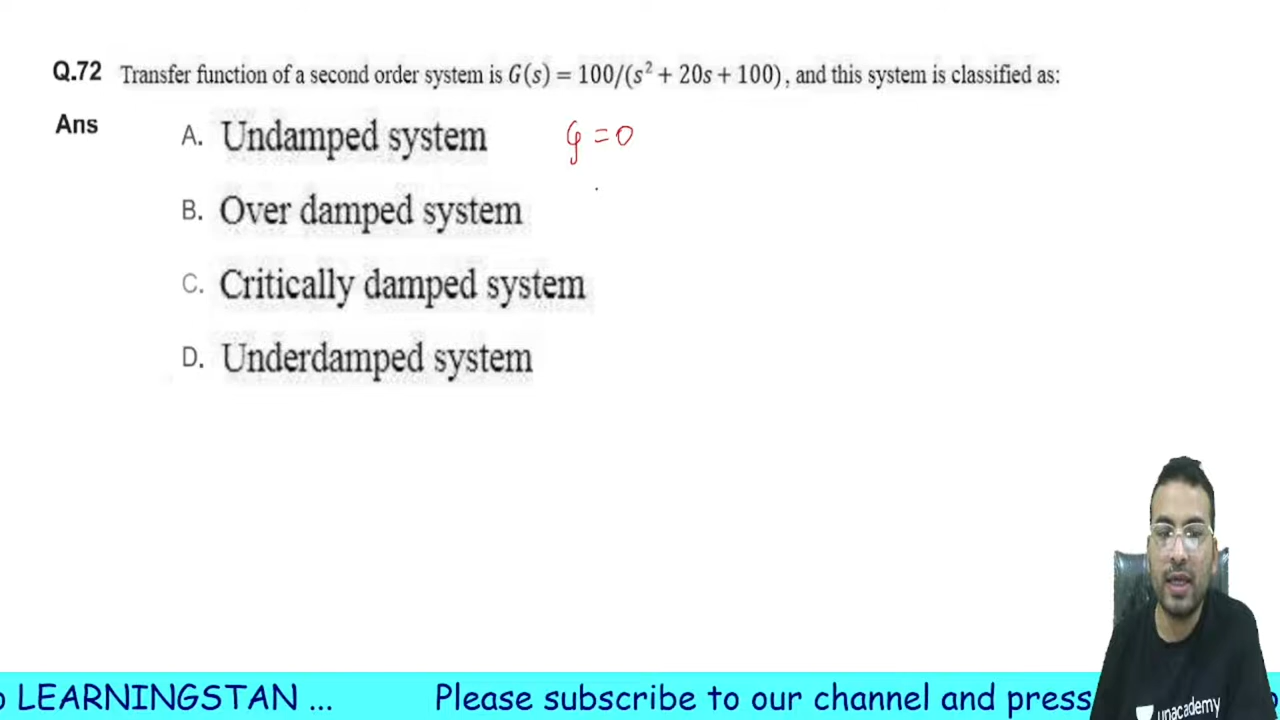 Q.72 Transfer function of a second order system is G(s) = 100/(s² + 20s + 100), and this system is classified as:
Ans
A. Undamped system ζ = 0
B. Over damped system
C. Critically damped system
D. Underdamped system
unacademy
LEARNINGSTAN ... Please subscribe to our channel and press